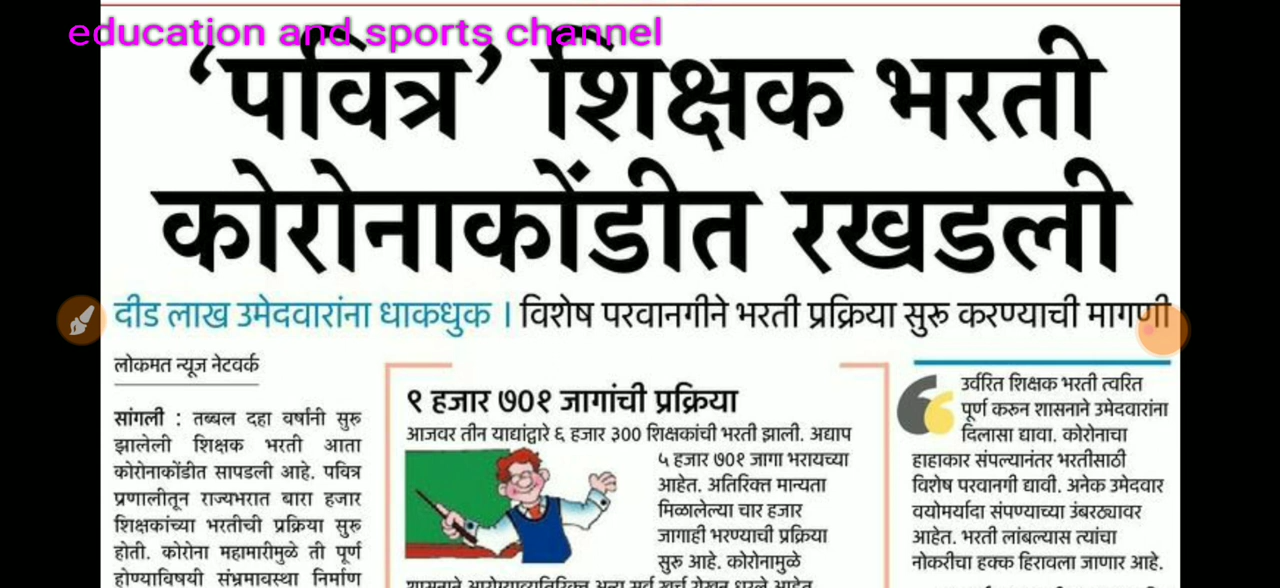 education and sports channel
‘पवित्र’ शिक्षक भरती
कोरोनाकोंडीत रखडली
दीड लाख उमेदवारांना धाकधुक । विशेष परवानगीने भरती प्रक्रिया सुरू करण्याची मागणी
लोकमत न्यूज नेटवर्क
सांगली : तब्बल दहा वर्षांनी सुरू
झालेली शिक्षक भरती आता
कोरोनाकोंडीत सापडली आहे. पवित्र
प्रणालीतून राज्यभरात बारा हजार
शिक्षकांच्या भरतीची प्रक्रिया सुरू
होती. कोरोना महामारीमुळे ती पूर्ण
होण्याविषयी संभ्रमावस्था निर्माण
९ हजार ७०१ जागांची प्रक्रिया
आजवर तीन याद्यांद्वारे ६ हजार ३०० शिक्षकांची भरती झाली. अद्याप
५ हजार ७०१ जागा भरायच्या
आहेत. अतिरिक्त मान्यता
मिळालेल्या चार हजार
जागाही भरण्याची प्रक्रिया
सुरू आहे. कोरोनामुळे
उर्वरित शिक्षक भरती त्वरित
पूर्ण करून शासनाने उमेदवारांना
दिलासा द्यावा. कोरोनाचा
हाहाकार संपल्यानंतर भरतीसाठी
विशेष परवानगी द्यावी. अनेक उमेदवार
वयोमर्यादा संपण्याच्या उंबरठ्यावर
आहेत. भरती लांबल्यास त्यांचा
नोकरीचा हक्क हिरावला जाणार आहे.